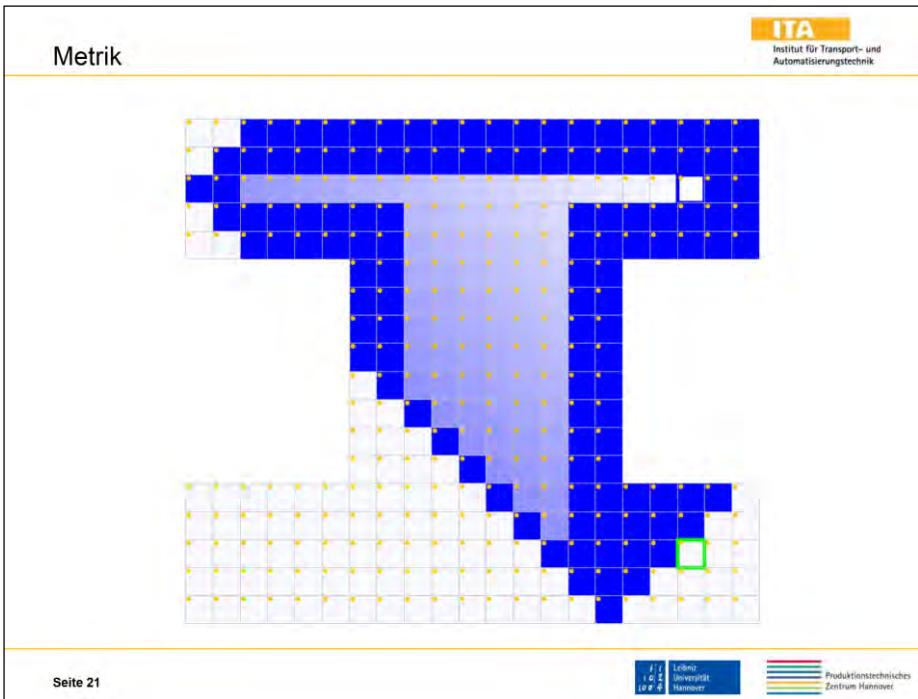 Metrik
ITA
Institut für Transport- und
Automatisierungstechnik
Seite 21
Leibniz
Universität
Hannover
Produktionstechnisches
Zentrum Hannover